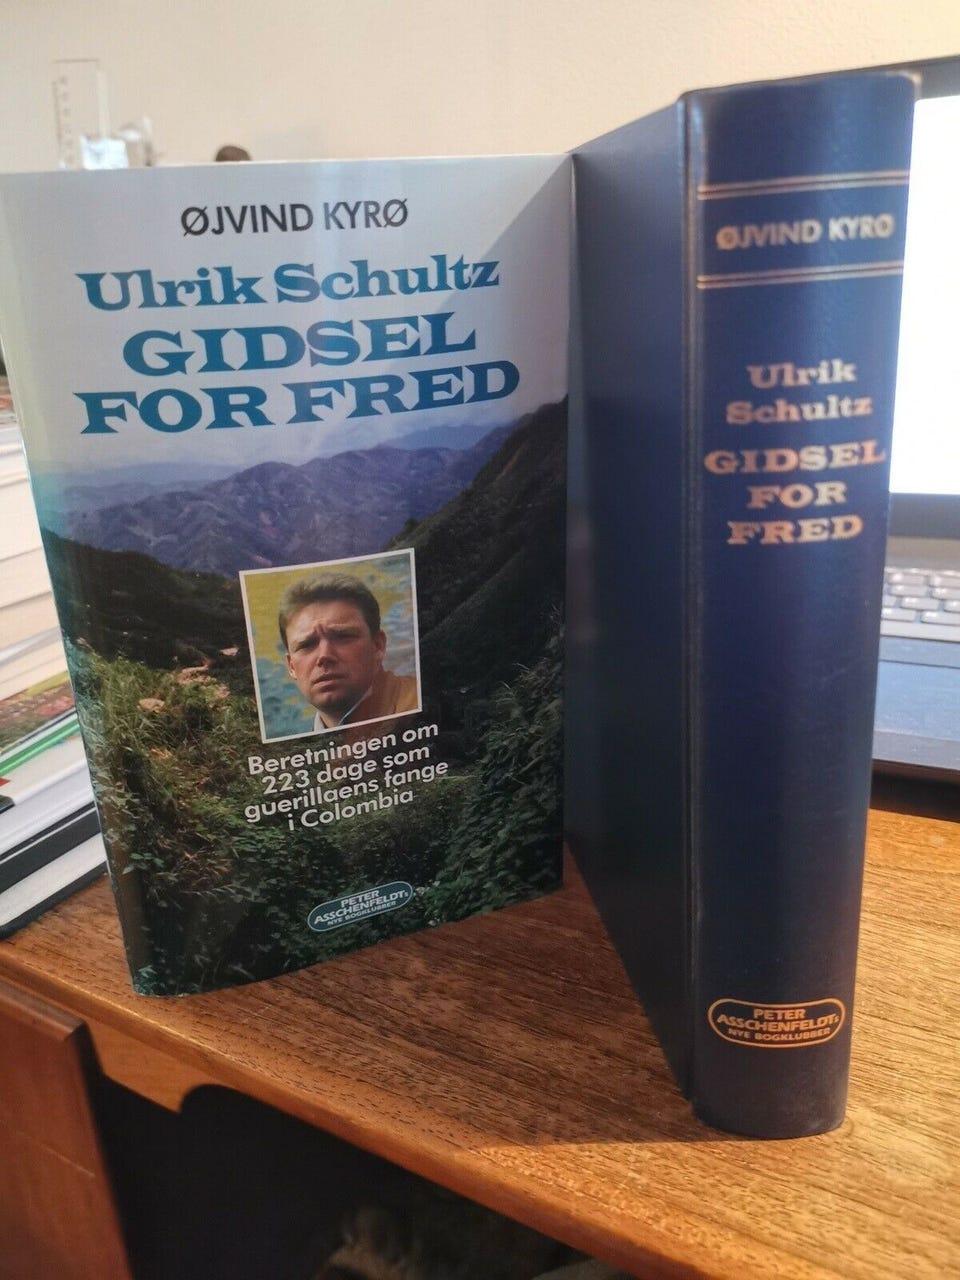 ØJVIND KYRØ
Ulrik Schultz
GIDSEL
FOR FRED
Beretningen om
223 dage som
guerillaens fange
i Colombia
PETER
ASSCHENFELDTs
NYE BOGKLUBBER
ØJVIND KYRØ
Ulrik
Schultz
GIDSEL
FOR
FRED
PETER
ASSCHENFELDTs
NYE BOGKLUBBER